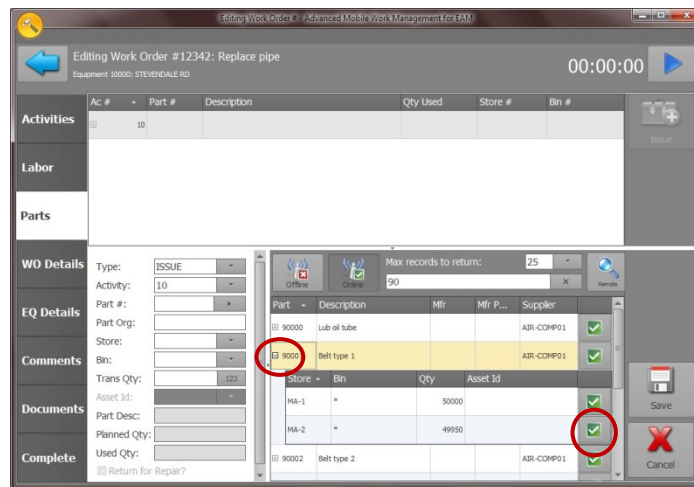 Editing Work Order # - Advanced Mobile Work Management for EAM
Editing Work Order #12342: Replace pipe
Equipment 10000: STEVENDALE RD
00:00:00
Activities
Labor
Parts
WO Details
EQ Details
Comments
Documents
Complete
Ac # Part # Description Qty Used Store # Bin #
10
Issue
Type: ISSUE
Activity: 10
Part #:
Part Org:
Store:
Bin:
Trans Qty: 123
Asset Id:
Part Desc:
Planned Qty:
Used Qty:
Return for Repair?
Offline
Online
Max records to return: 25
90
Remote
Part Description Mfr Mfr P... Supplier
90000 Lub oil tube AIR-COMP01
90001 Belt type 1 AIR-COMP01
Store Bin Qty Asset Id
MA-1 * 50000
MA-2 * 49950
90002 Belt type 2 AIR-COMP01
Save
Cancel